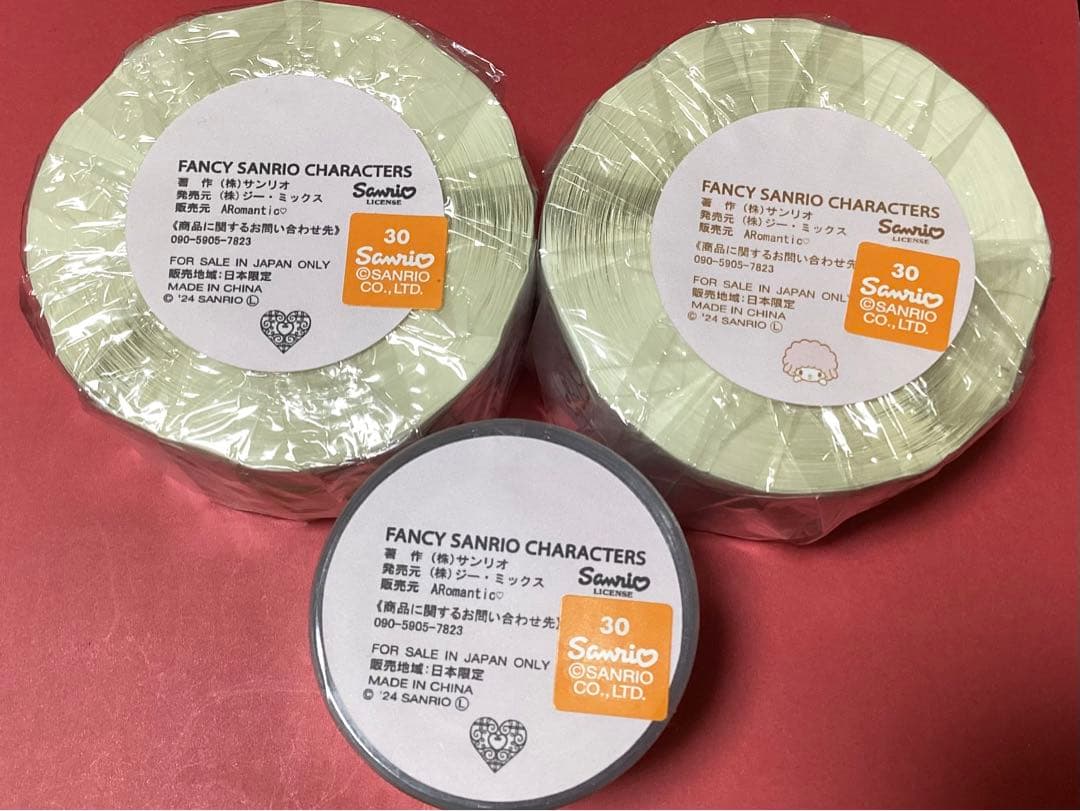 FANCY SANRIO CHARACTERS
著 作 (株)サンリオ
発売元 (株)ジー・ミックス
販売元 ARomantic♡
Sanrio
LICENSE
《商品に関するお問い合わせ先》
090-5905-7823
FOR SALE IN JAPAN ONLY
販売地域:日本限定
MADE IN CHINA
© '24 SANRIO Ⓛ
30
Sanrio
©SANRIO
CO.,LTD.
FANCY SANRIO CHARACTERS
著 作 (株)サンリオ
発売元 (株)ジー・ミックス
販売元 ARomantic♡
Sanrio
LICENSE
《商品に関するお問い合わせ先
090-5905-7823
FOR SALE IN JAPAN ONLY
販売地域:日本限定
MADE IN CHINA
© '24 SANRIO Ⓛ
30
Sanrio
©SANRIO
CO.,LTD.
FANCY SANRIO CHARACTERS
著 作 (株)サンリオ
発売元 (株)ジー・ミックス
販売元 ARomantic♡
Sanrio
LICENSE
《商品に関するお問い合わせ先》
090-5905-7823
FOR SALE IN JAPAN ONLY
販売地域:日本限定
MADE IN CHINA
© '24 SANRIO Ⓛ
30
Sanrio
©SANRIO
CO.,LTD.